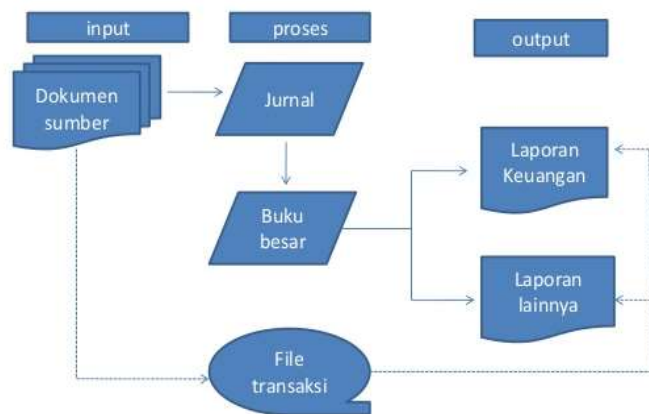 input
proses
output
Dokumen
sumber
Jurnal
Laporan
Keuangan
Buku
besar
Laporan
lainnya
File
transaksi